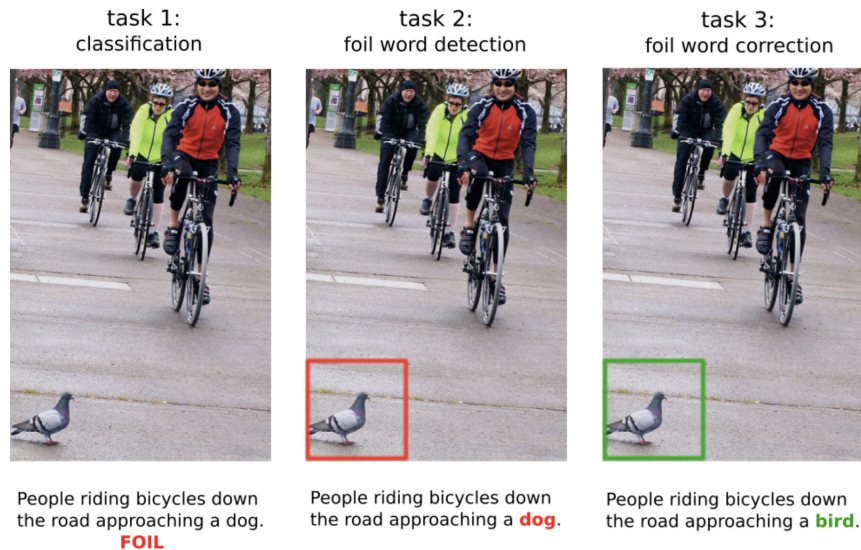 task 1:
classification
task 2:
foil word detection
task 3:
foil word correction
People riding bicycles down
the road approaching a dog.
FOIL
People riding bicycles down
the road approaching a dog.
People riding bicycles down
the road approaching a bird.